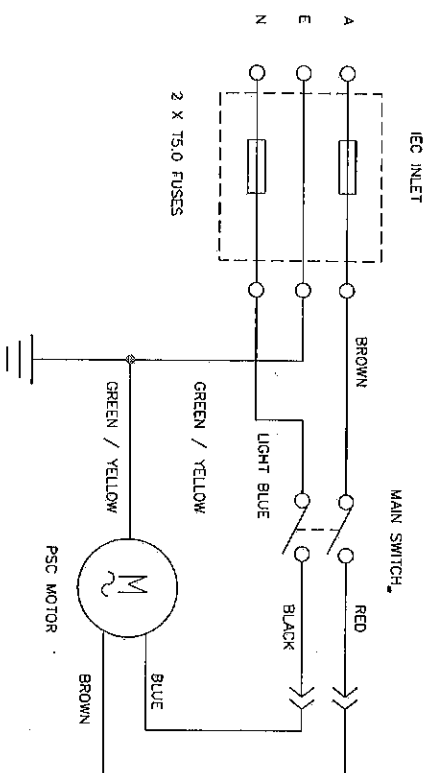 A
E
N
IEC INLET
2 X T5.0 FUSES
BROWN
LIGHT BLUE
GREEN / YELLOW
GREEN / YELLOW
MAIN SWITCH
RED
BLACK
M
~
PSC MOTOR
BLUE
BROWN